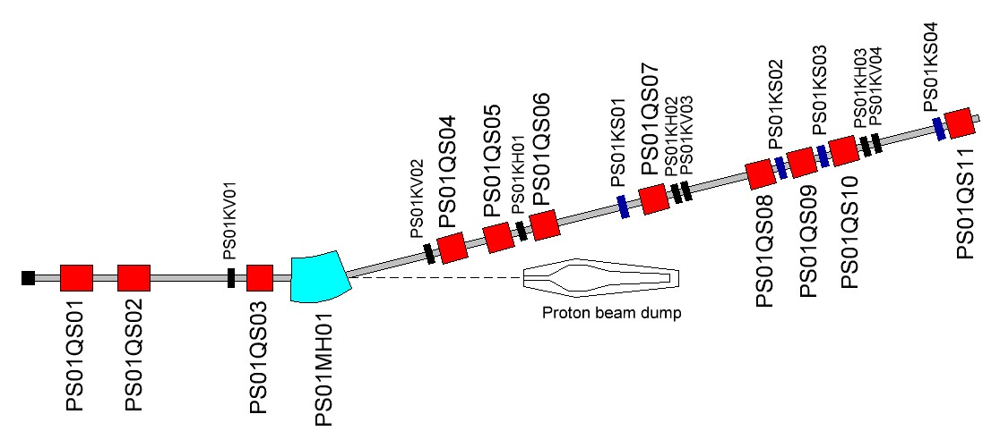 PS01QS01
PS01QS02
PS01KV01
PS01QS03
PS01MH01
PS01KV02
PS01QS04
PS01QS05
PS01KH01
PS01QS06
PS01KS01
PS01QS07
PS01KH02
PS01KV03
PS01QS08
PS01KS02
PS01QS09
PS01KS03
PS01QS10
PS01KH03
PS01KV04
PS01KS04
PS01QS11
Proton beam dump